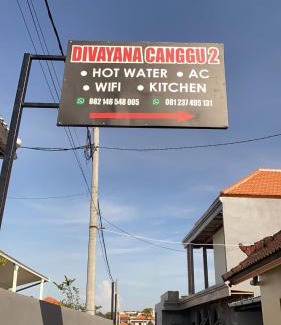 DIVAYANA CANGGU 2
• HOT WATER • AC
• WIFI • KITCHEN
082 146 548 005 081 237 405 131